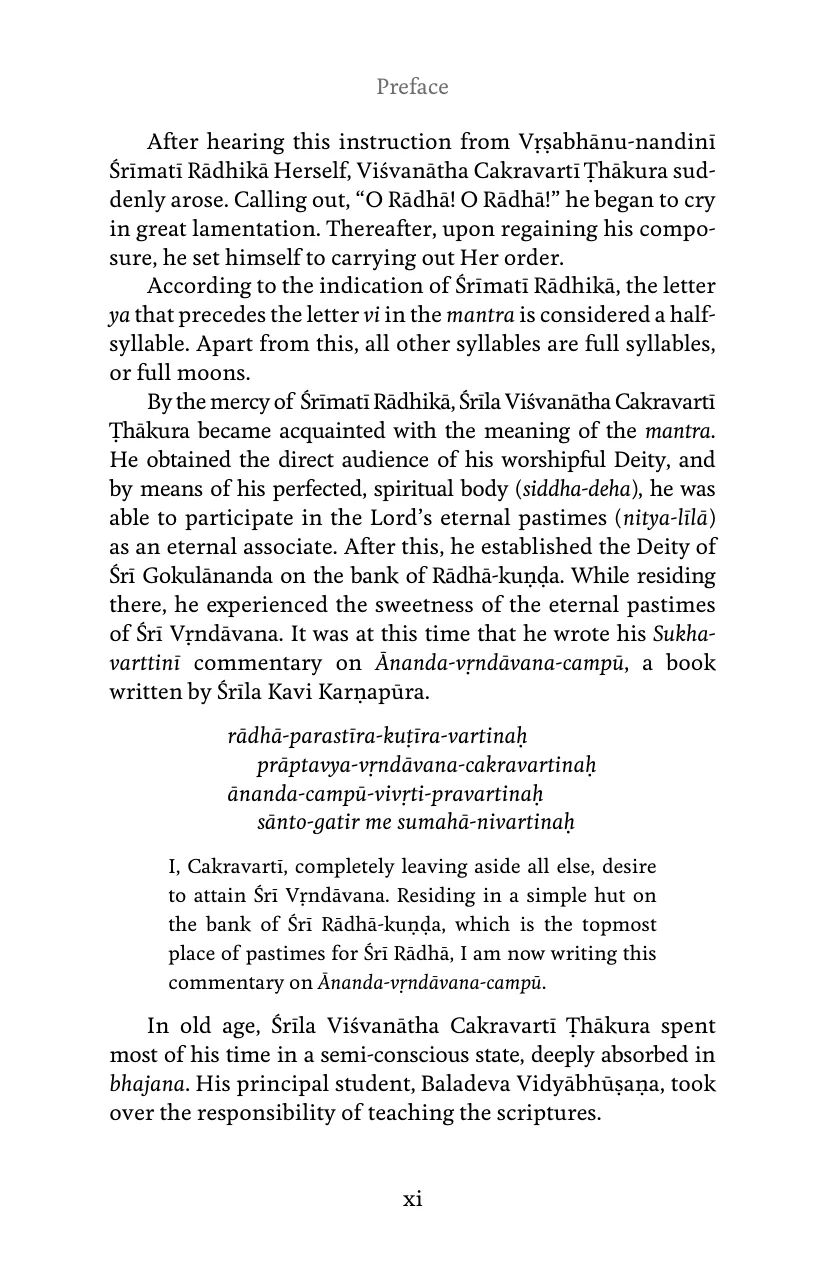 Preface
After hearing this instruction from Vṛṣabhānu-nandinī
Śrīmatī Rādhikā Herself, Viśvanātha Cakravartī Ṭhākura sud-
denly arose. Calling out, “O Rādhā! O Rādhā!” he began to cry
in great lamentation. Thereafter, upon regaining his compo-
sure, he set himself to carrying out Her order.
According to the indication of Śrīmatī Rādhikā, the letter
ya that precedes the letter vi in the mantra is considered a half-
syllable. Apart from this, all other syllables are full syllables,
or full moons.
By the mercy of Śrīmatī Rādhikā, Śrīla Viśvanātha Cakravartī
Ṭhākura became acquainted with the meaning of the mantra.
He obtained the direct audience of his worshipful Deity, and
by means of his perfected, spiritual body (siddha-deha), he was
able to participate in the Lord’s eternal pastimes (nitya-līlā)
as an eternal associate. After this, he established the Deity of
Śrī Gokulānanda on the bank of Rādhā-kuṇḍa. While residing
there, he experienced the sweetness of the eternal pastimes
of Śrī Vṛndāvana. It was at this time that he wrote his Sukha-
varttinī commentary on Ānanda-vṛndāvana-campū, a book
written by Śrīla Kavi Karṇapūra.
rādhā-parastīra-kuṭīra-vartinaḥ
prāptavya-vṛndāvana-cakravartinaḥ
ānanda-campū-vivṛti-pravartinaḥ
sānto-gatir me sumahā-nivartinaḥ
I, Cakravartī, completely leaving aside all else, desire
to attain Śrī Vṛndāvana. Residing in a simple hut on
the bank of Śrī Rādhā-kuṇḍa, which is the topmost
place of pastimes for Śrī Rādhā, I am now writing this
commentary on Ānanda-vṛndāvana-campū.
In old age, Śrīla Viśvanātha Cakravartī Ṭhākura spent
most of his time in a semi-conscious state, deeply absorbed in
bhajana. His principal student, Baladeva Vidyābhūṣaṇa, took
over the responsibility of teaching the scriptures.
xi